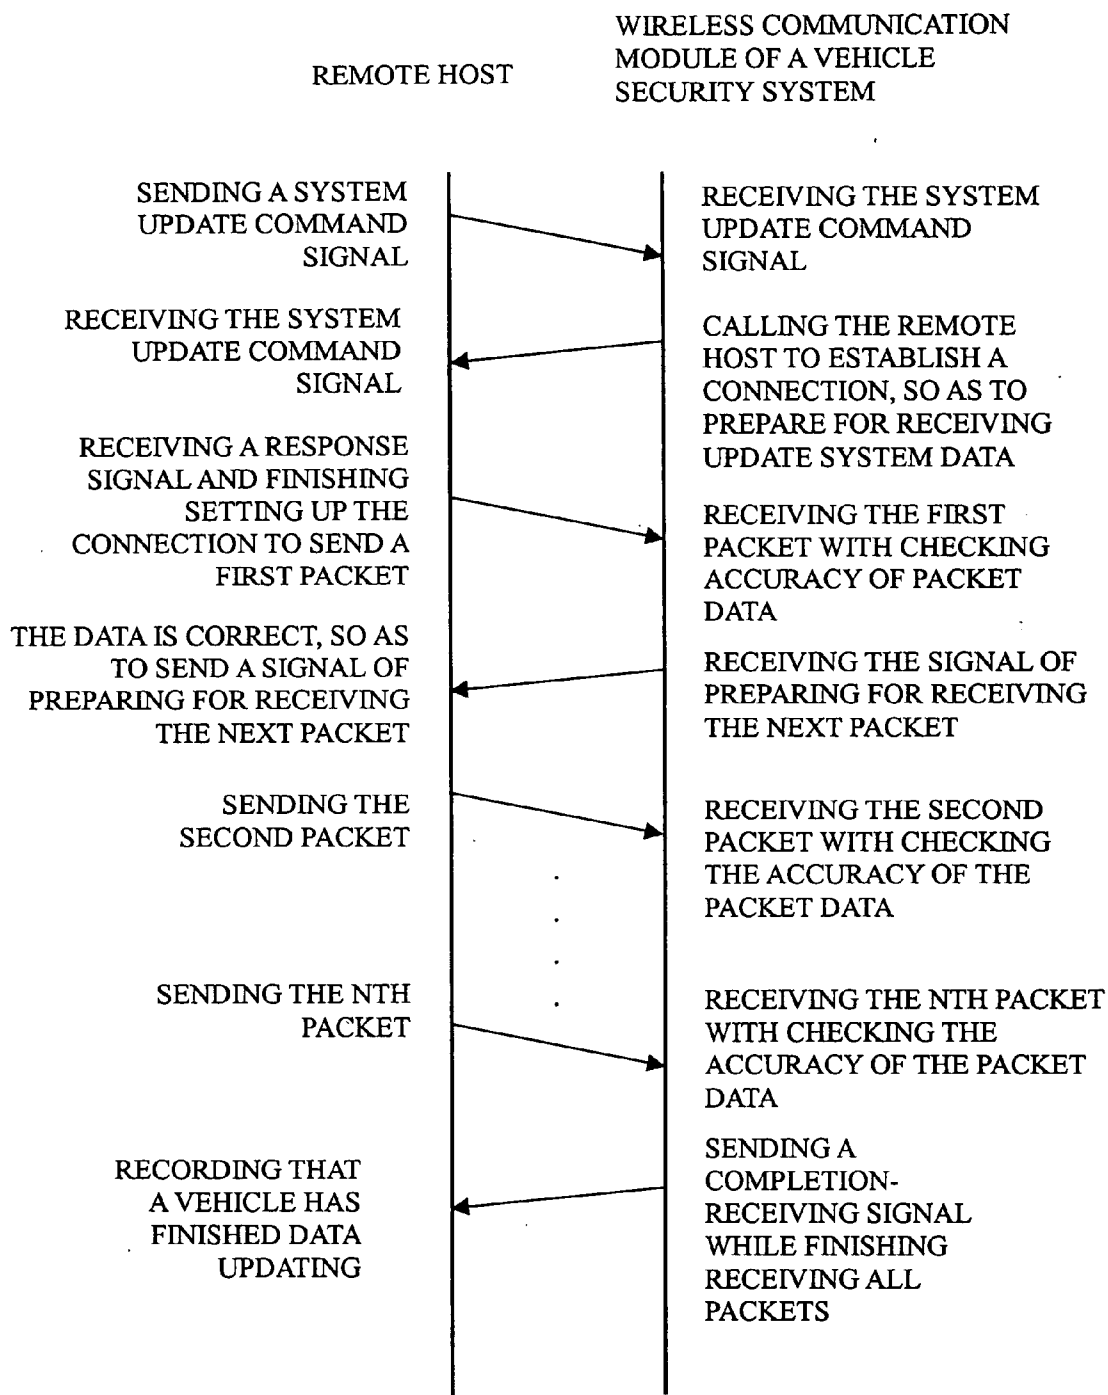 WIRELESS COMMUNICATION
MODULE OF A VEHICLE
SECURITY SYSTEM
REMOTE HOST
SENDING A SYSTEM
UPDATE COMMAND
SIGNAL
RECEIVING THE SYSTEM
UPDATE COMMAND
SIGNAL
RECEIVING THE SYSTEM
UPDATE COMMAND
SIGNAL
CALLING THE REMOTE
HOST TO ESTABLISH A
CONNECTION, SO AS TO
PREPARE FOR RECEIVING
UPDATE SYSTEM DATA
RECEIVING A RESPONSE
SIGNAL AND FINISHING
SETTING UP THE
CONNECTION TO SEND A
FIRST PACKET
RECEIVING THE FIRST
PACKET WITH CHECKING
ACCURACY OF PACKET
DATA
THE DATA IS CORRECT, SO AS
TO SEND A SIGNAL OF
PREPARING FOR RECEIVING
THE NEXT PACKET
RECEIVING THE SIGNAL OF
PREPARING FOR RECEIVING
THE NEXT PACKET
SENDING THE
SECOND PACKET
RECEIVING THE SECOND
PACKET WITH CHECKING
THE ACCURACY OF THE
PACKET DATA
SENDING THE NTH
PACKET
RECEIVING THE NTH PACKET
WITH CHECKING THE
ACCURACY OF THE PACKET
DATA
RECORDING THAT
A VEHICLE HAS
FINISHED DATA
UPDATING
SENDING A
COMPLETION-
RECEIVING SIGNAL
WHILE FINISHING
RECEIVING ALL
PACKETS